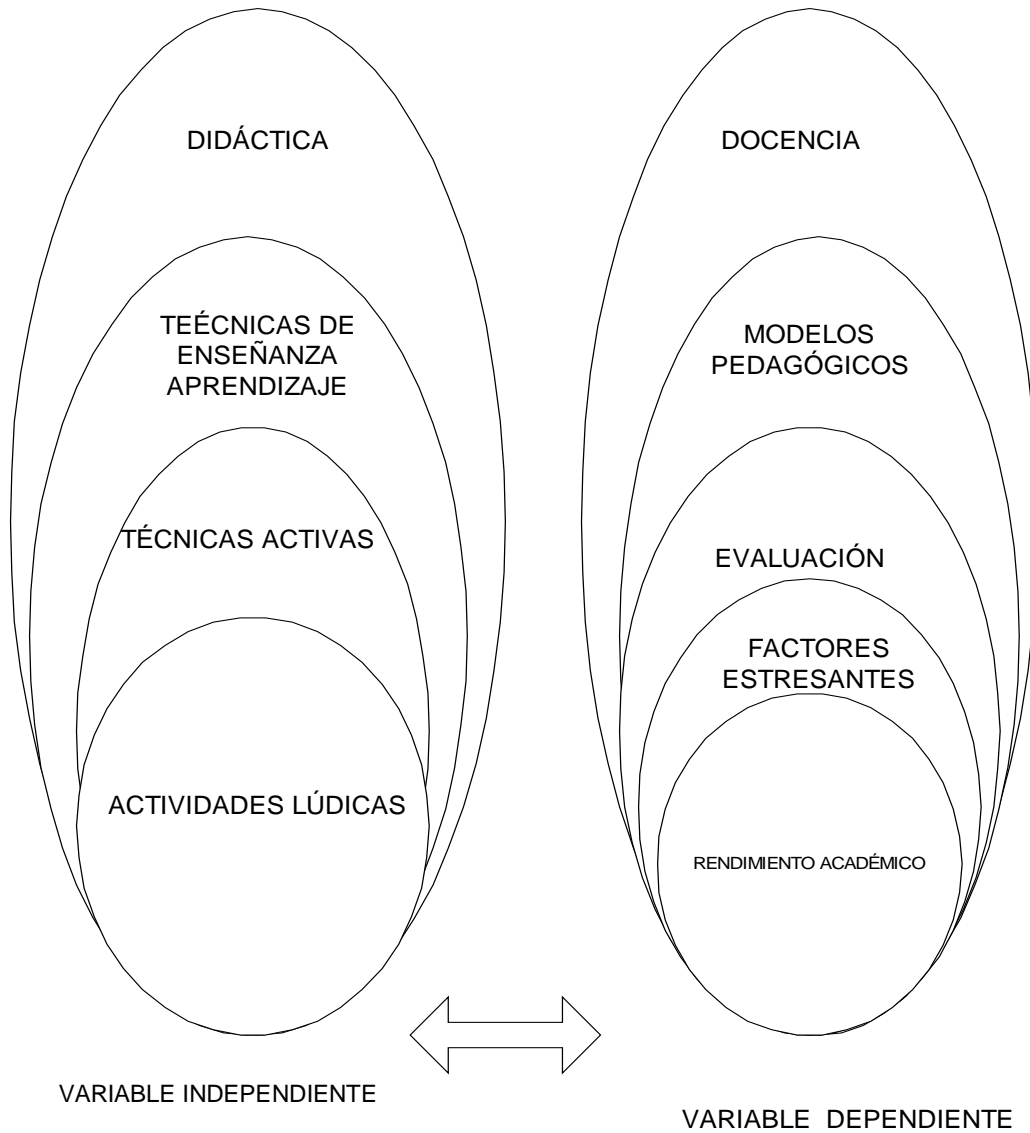 DIDÁCTICA
TEÉCNICAS DE
ENSEÑANZA
APRENDIZAJE
TÉCNICAS ACTIVAS
ACTIVIDADES LÚDICAS
VARIABLE INDEPENDIENTE
DOCENCIA
MODELOS
PEDAGÓGICOS
EVALUACIÓN
FACTORES
ESTRESANTES
RENDIMIENTO ACADÉMICO
VARIABLE DEPENDIENTE